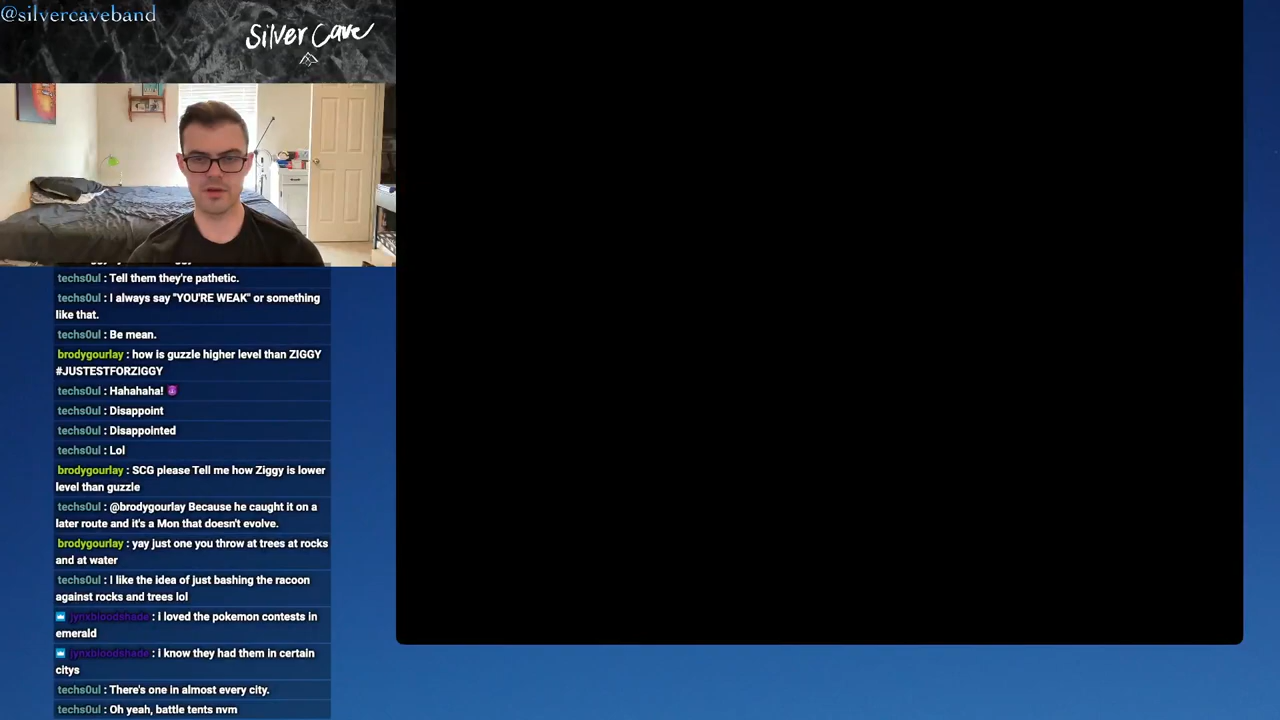 @silvercaveband
Silver Cave
techs0ul : Tell them they're pathetic.
techs0ul : I always say "YOU'RE WEAK" or something
like that.
techs0ul : Be mean.
brodygourlay : how is guzzle higher level than ZIGGY
#JUSTESTFORZIGGY
techs0ul : Hahahaha! 😈
techs0ul : Disappoint
techs0ul : Disappointed
techs0ul : Lol
brodygourlay : SCG please Tell me how Ziggy is lower
level than guzzle
techs0ul : @brodygourlay Because he caught it on a
later route and it's a Mon that doesn't evolve.
brodygourlay : yay just one you throw at trees at rocks
and at water
techs0ul : I like the idea of just bashing the racoon
against rocks and trees lol
jynxbloodshade : i loved the pokemon contests in
emerald
jynxbloodshade : i know they had them in certain
citys
techs0ul : There's one in almost every city.
techs0ul : Oh yeah, battle tents nvm